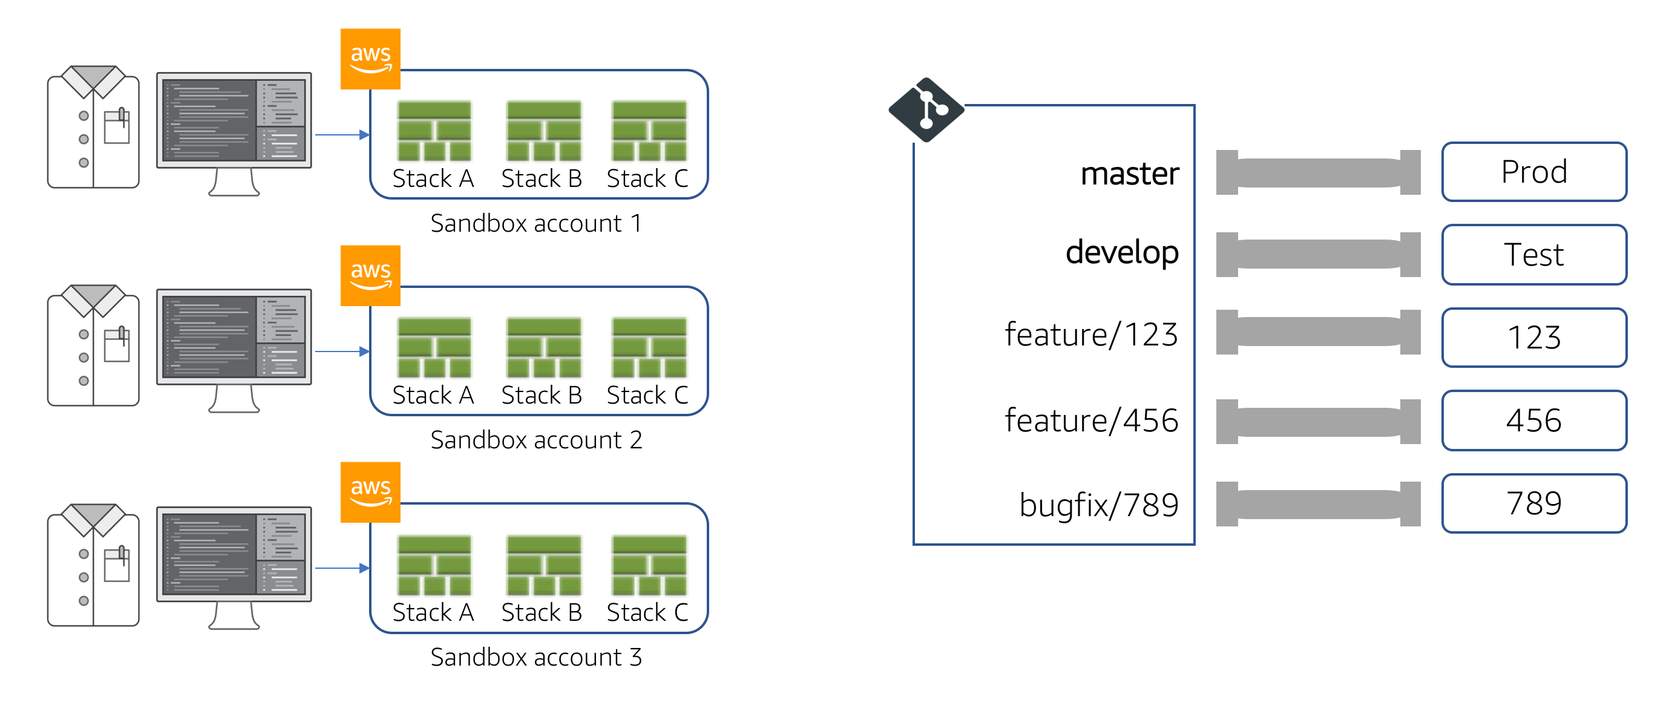 aws
Stack A Stack B Stack C
Sandbox account 1
aws
Stack A Stack B Stack C
Sandbox account 2
aws
Stack A Stack B Stack C
Sandbox account 3
master Prod
develop Test
feature/123 123
feature/456 456
bugfix/789 789